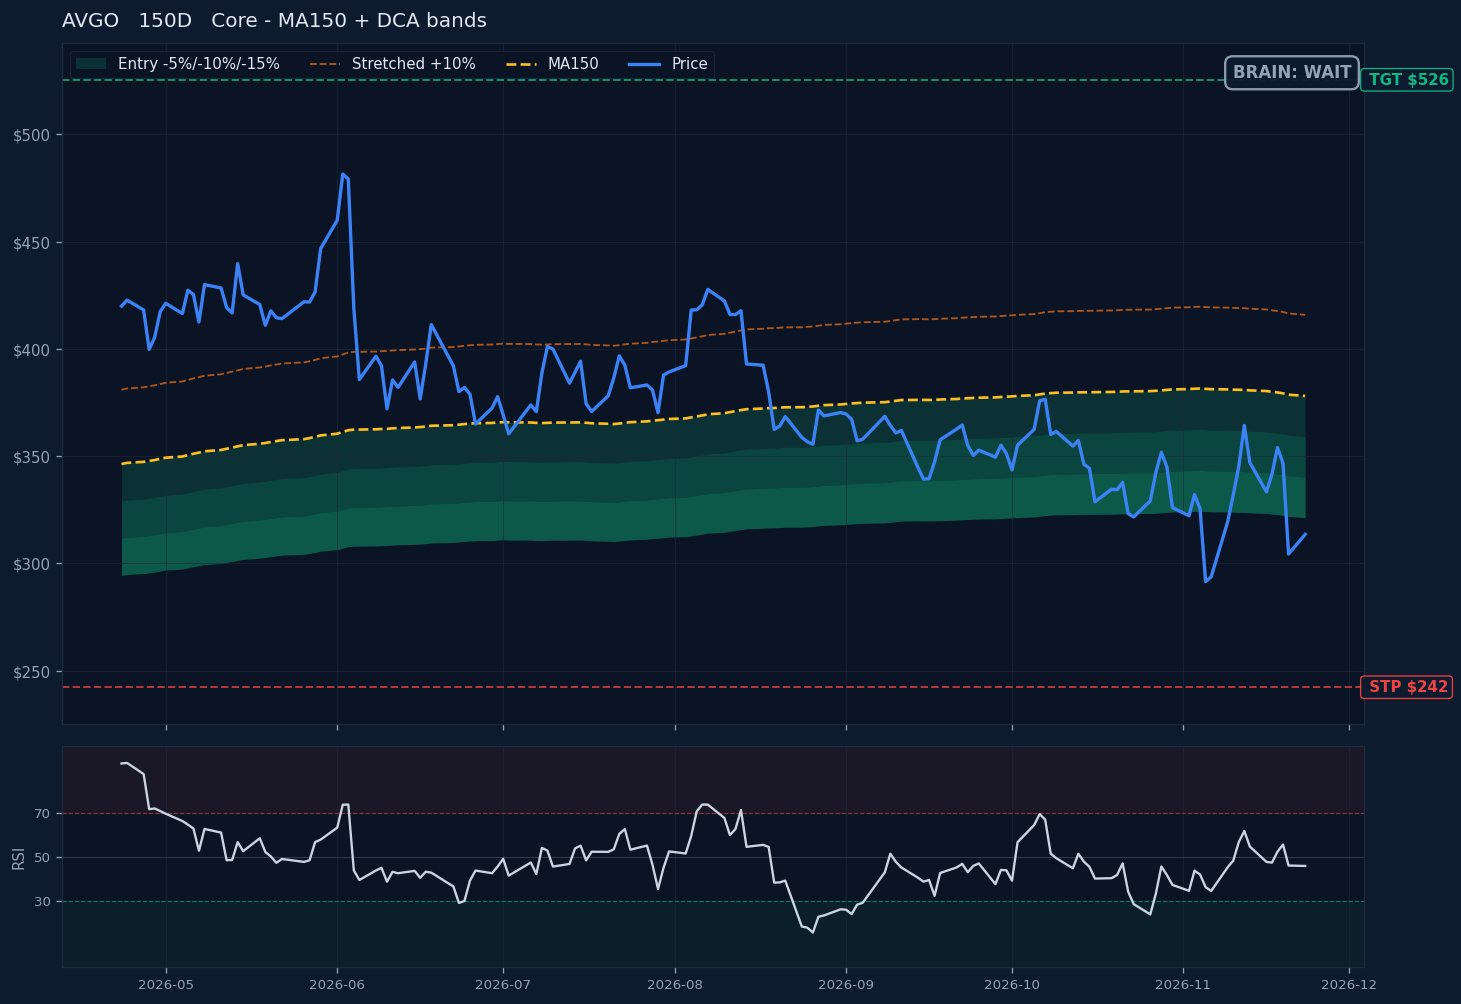 AVGO 150D Core - MA150 + DCA bands
Entry -5%/-10%/-15% Stretched +10% MA150 Price
BRAIN: WAIT
TGT $526
$500
$450
$400
$350
$300
$250
STP $242
70
50
30
RSI
2026-05 2026-06 2026-07 2026-08 2026-09 2026-10 2026-11 2026-12